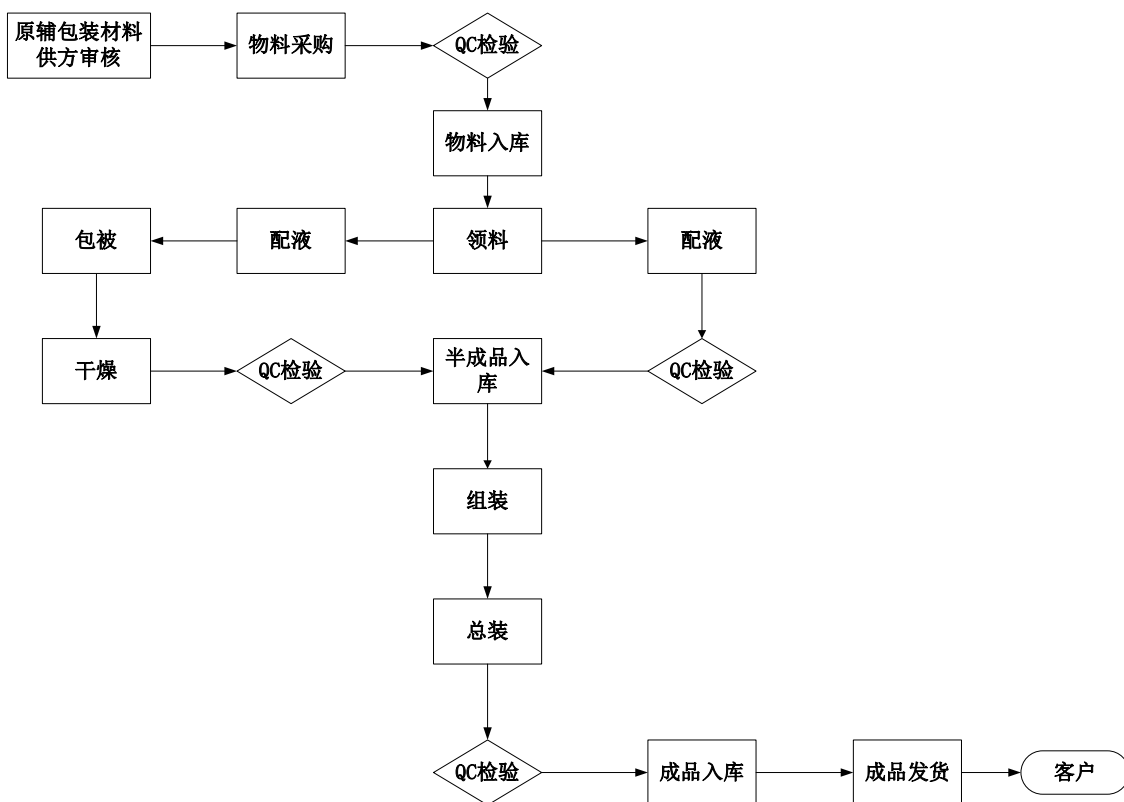 原辅包装材料
供方审核
物料采购
QC检验
物料入库
包被
配液
领料
配液
干燥
QC检验
半成品入
库
QC检验
组装
总装
QC检验
成品入库
成品发货
客户